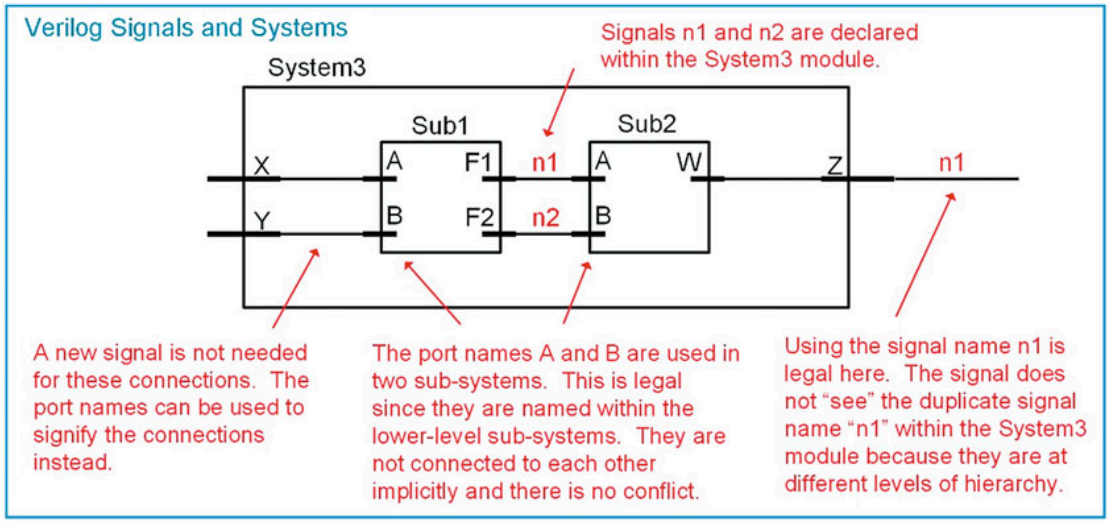 Verilog Signals and Systems
Signals n1 and n2 are declared
within the System3 module.
System3
Sub1
Sub2
X
A
F1
n1
A
W
Z
n1
Y
B
F2
n2
B
A new signal is not needed
for these connections.  The
port names can be used to
signify the connections
instead.
The port names A and B are used in
two sub-systems.  This is legal
since they are named within the
lower-level sub-systems.  They are
not connected to each other
implicitly and there is no conflict.
Using the signal name n1 is
legal here.  The signal does
not “see” the duplicate signal
name “n1” within the System3
module because they are at
different levels of hierarchy.